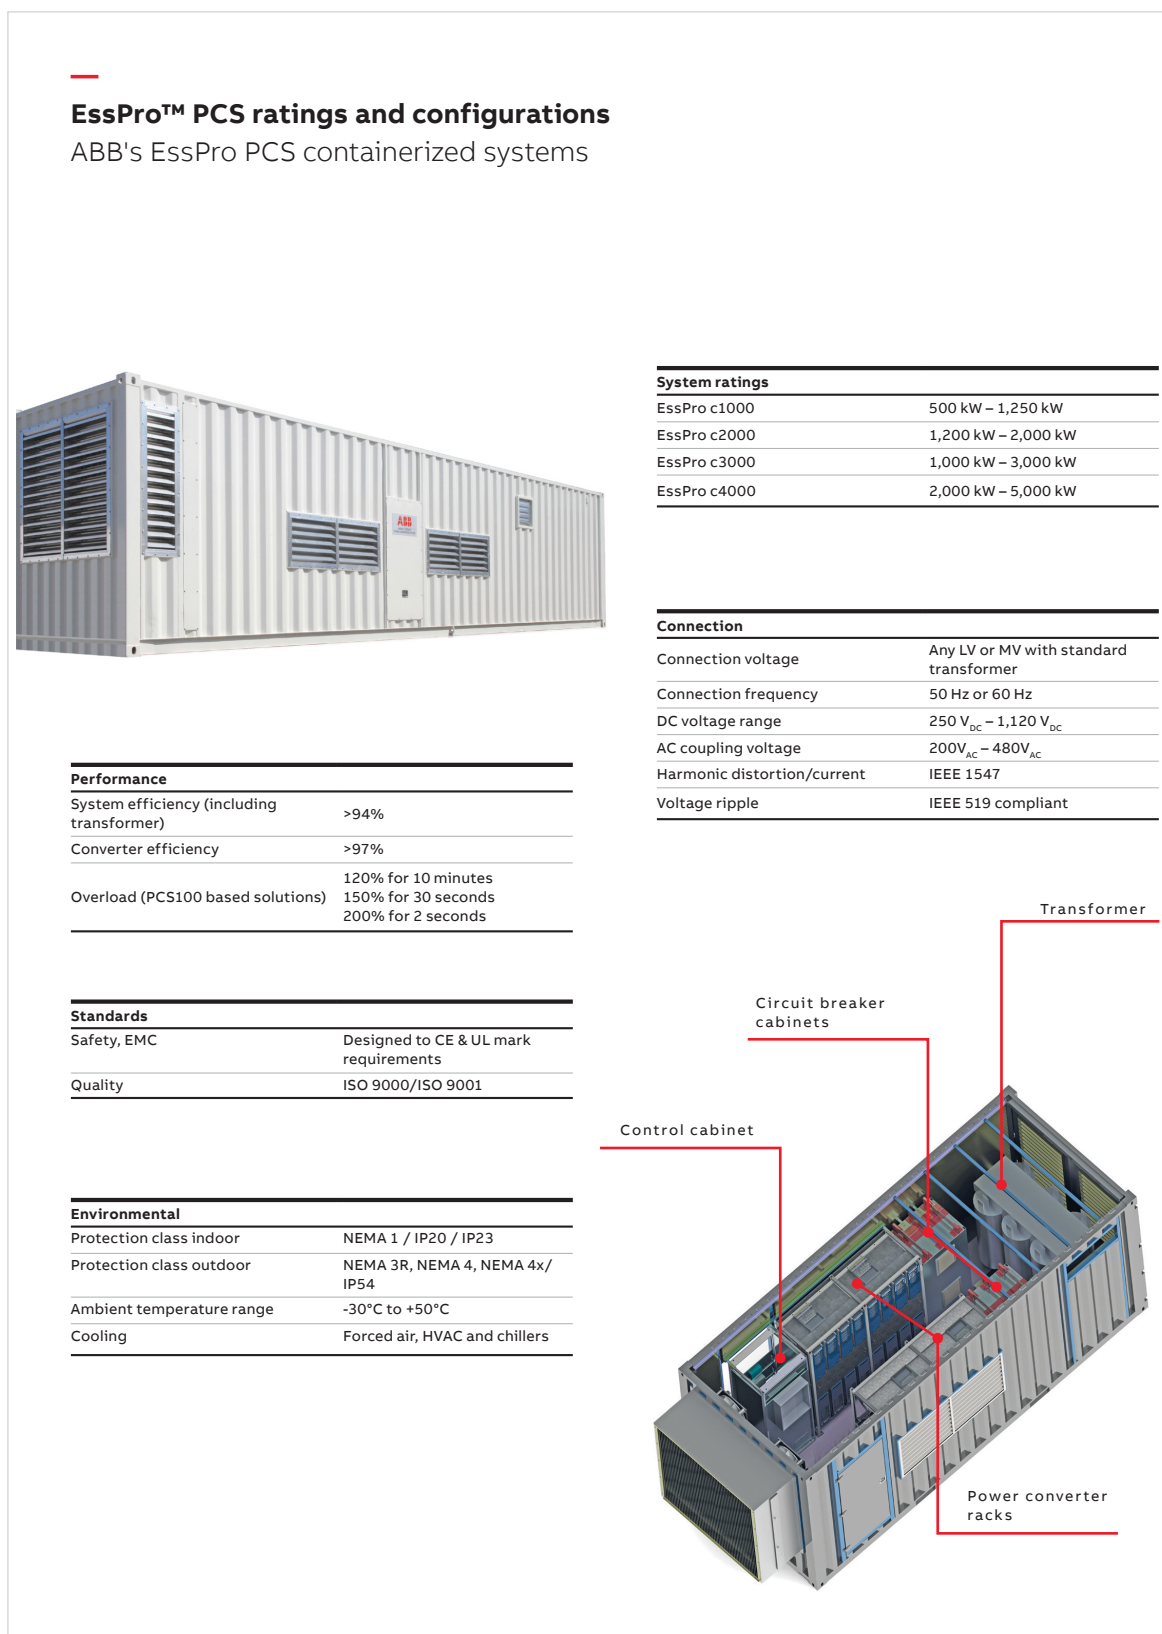 EssPro™ PCS ratings and configurations
ABB's EssPro PCS containerized systems
ABB
System ratings
EssPro c1000 500 kW – 1,250 kW
EssPro c2000 1,200 kW – 2,000 kW
EssPro c3000 1,000 kW – 3,000 kW
EssPro c4000 2,000 kW – 5,000 kW
Connection
Connection voltage Any LV or MV with standard
transformer
Connection frequency 50 Hz or 60 Hz
DC voltage range 250 V_DC – 1,120 V_DC
AC coupling voltage 200V_AC – 480V_AC
Harmonic distortion/current IEEE 1547
Voltage ripple IEEE 519 compliant
Performance
System efficiency (including
transformer) >94%
Converter efficiency >97%
Overload (PCS100 based solutions) 120% for 10 minutes
150% for 30 seconds
200% for 2 seconds
Standards
Safety, EMC Designed to CE & UL mark
requirements
Quality ISO 9000/ISO 9001
Environmental
Protection class indoor NEMA 1 / IP20 / IP23
Protection class outdoor NEMA 3R, NEMA 4, NEMA 4x/
IP54
Ambient temperature range -30°C to +50°C
Cooling Forced air, HVAC and chillers
Transformer
Circuit breaker
cabinets
Control cabinet
Power converter
racks